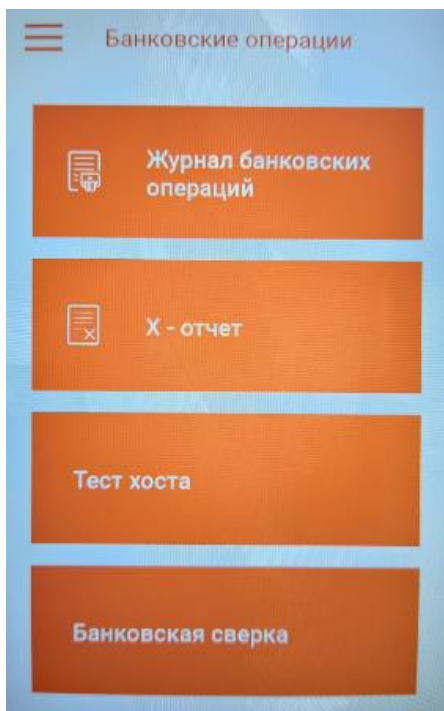 Банковские операции
Журнал банковских
операций
X - отчет
Тест хоста
Банковская сверка